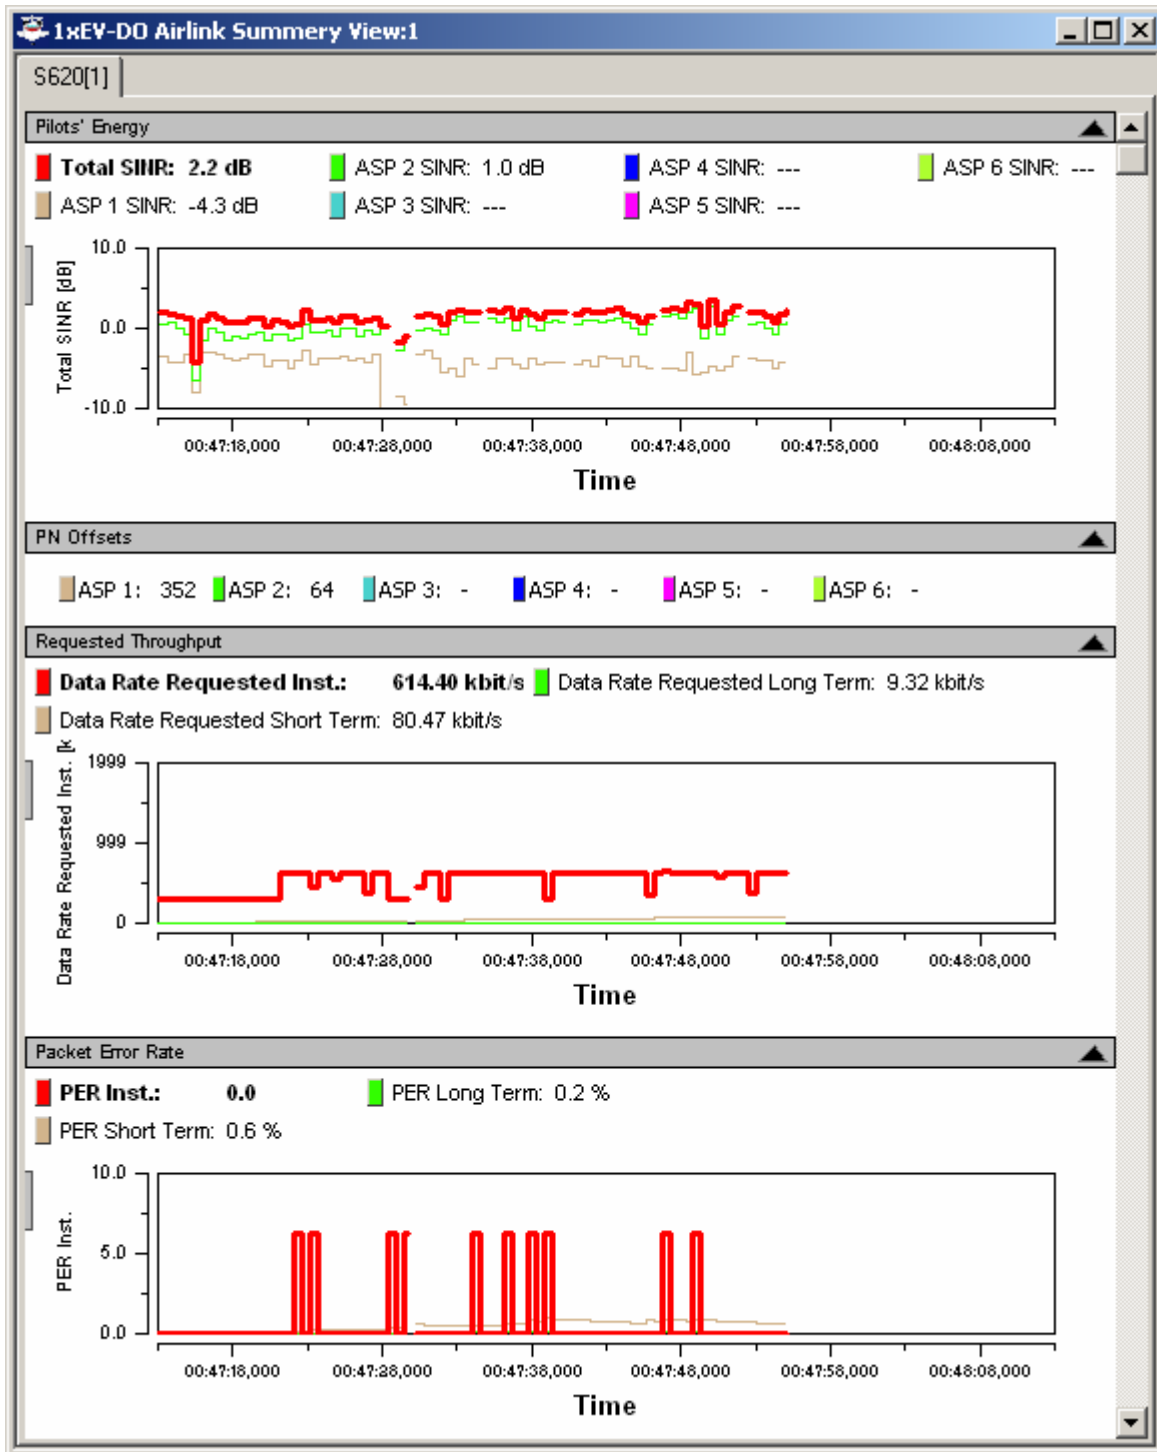 1xEV-DO Airlink Summery View:1
S620[1]
Pilots' Energy
Total SINR: 2.2 dB ASP 2 SINR: 1.0 dB ASP 4 SINR: --- ASP 6 SINR: ---
ASP 1 SINR: -4.3 dB ASP 3 SINR: --- ASP 5 SINR: ---
Total SINR [dB]
10.0
0.0
-10.0
00:47:18,000 00:47:28,000 00:47:38,000 00:47:48,000 00:47:58,000 00:48:08,000
Time
PN Offsets
ASP 1: 352 ASP 2: 64 ASP 3: - ASP 4: - ASP 5: - ASP 6: -
Requested Throughput
Data Rate Requested Inst.: 614.40 kbit/s Data Rate Requested Long Term: 9.32 kbit/s
Data Rate Requested Short Term: 80.47 kbit/s
Data Rate Requested Inst. [k
1999
999
0
00:47:18,000 00:47:28,000 00:47:38,000 00:47:48,000 00:47:58,000 00:48:08,000
Time
Packet Error Rate
PER Inst.: 0.0 PER Long Term: 0.2 %
PER Short Term: 0.6 %
PER Inst.
10.0
5.0
0.0
00:47:18,000 00:47:28,000 00:47:38,000 00:47:48,000 00:47:58,000 00:48:08,000
Time